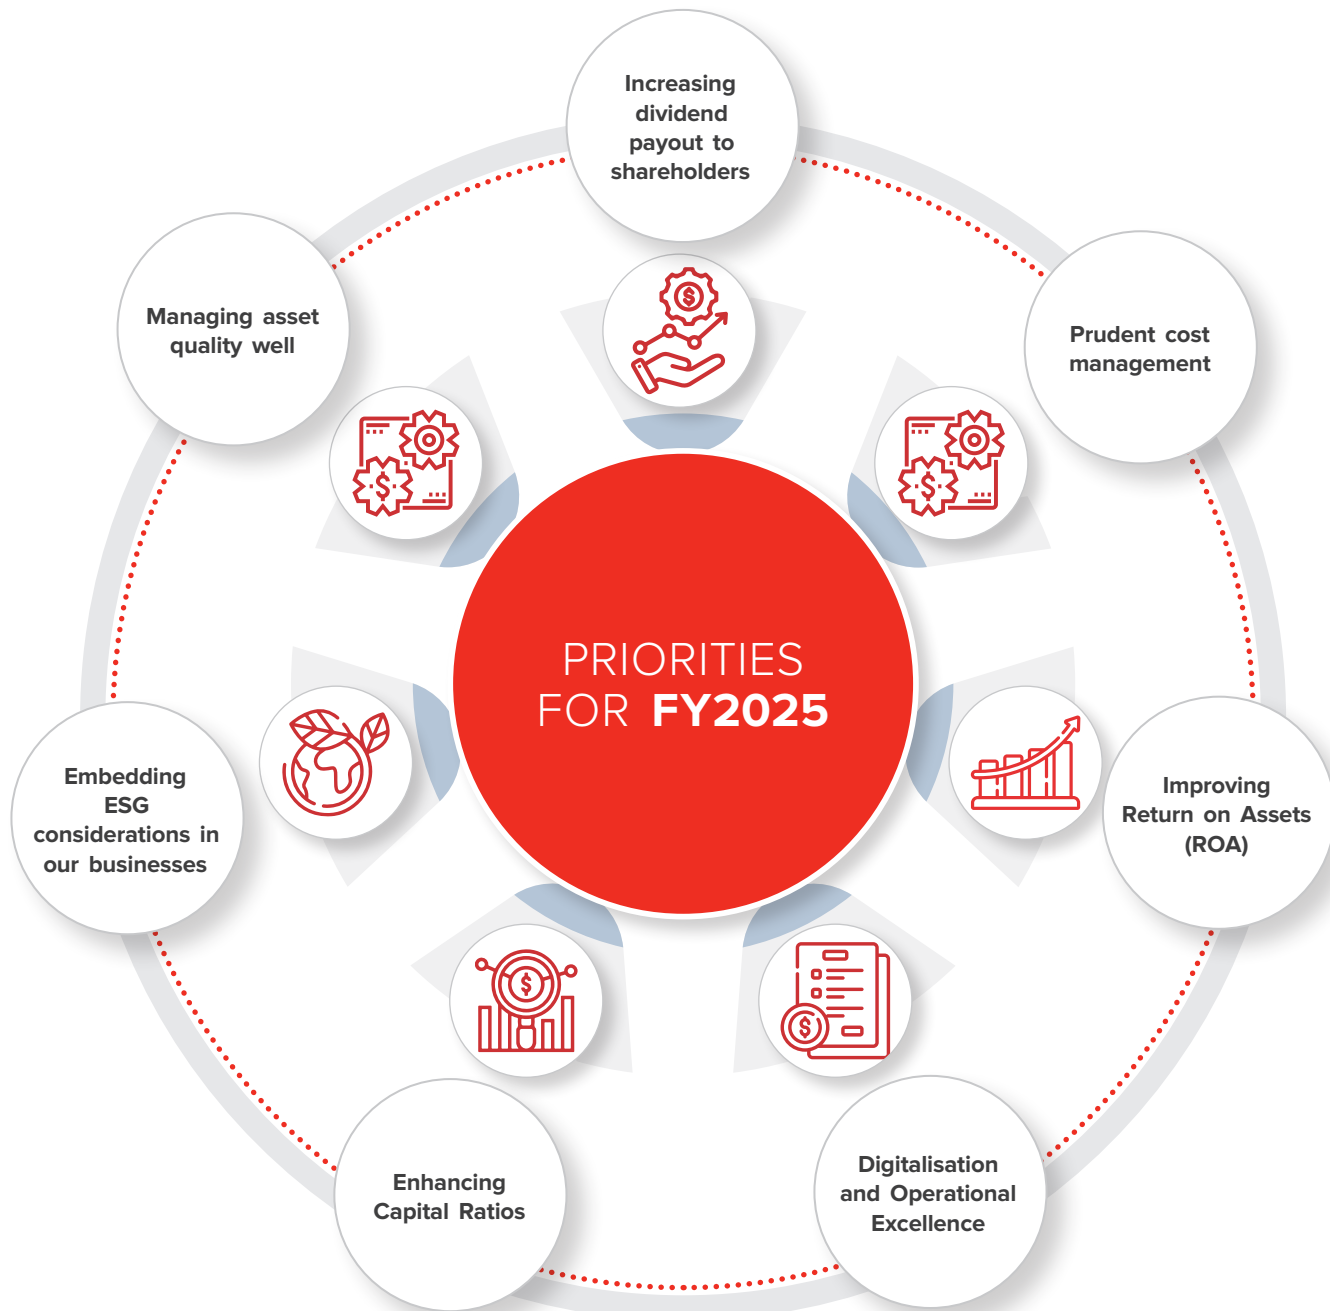 Increasing
dividend
payout to
shareholders
Prudent cost
management
Improving
Return on Assets
(ROA)
Digitalisation
and Operational
Excellence
Enhancing
Capital Ratios
Embedding
ESG
considerations in
our businesses
Managing asset
quality well
PRIORITIES
FOR FY2025
$
$
$
$
$